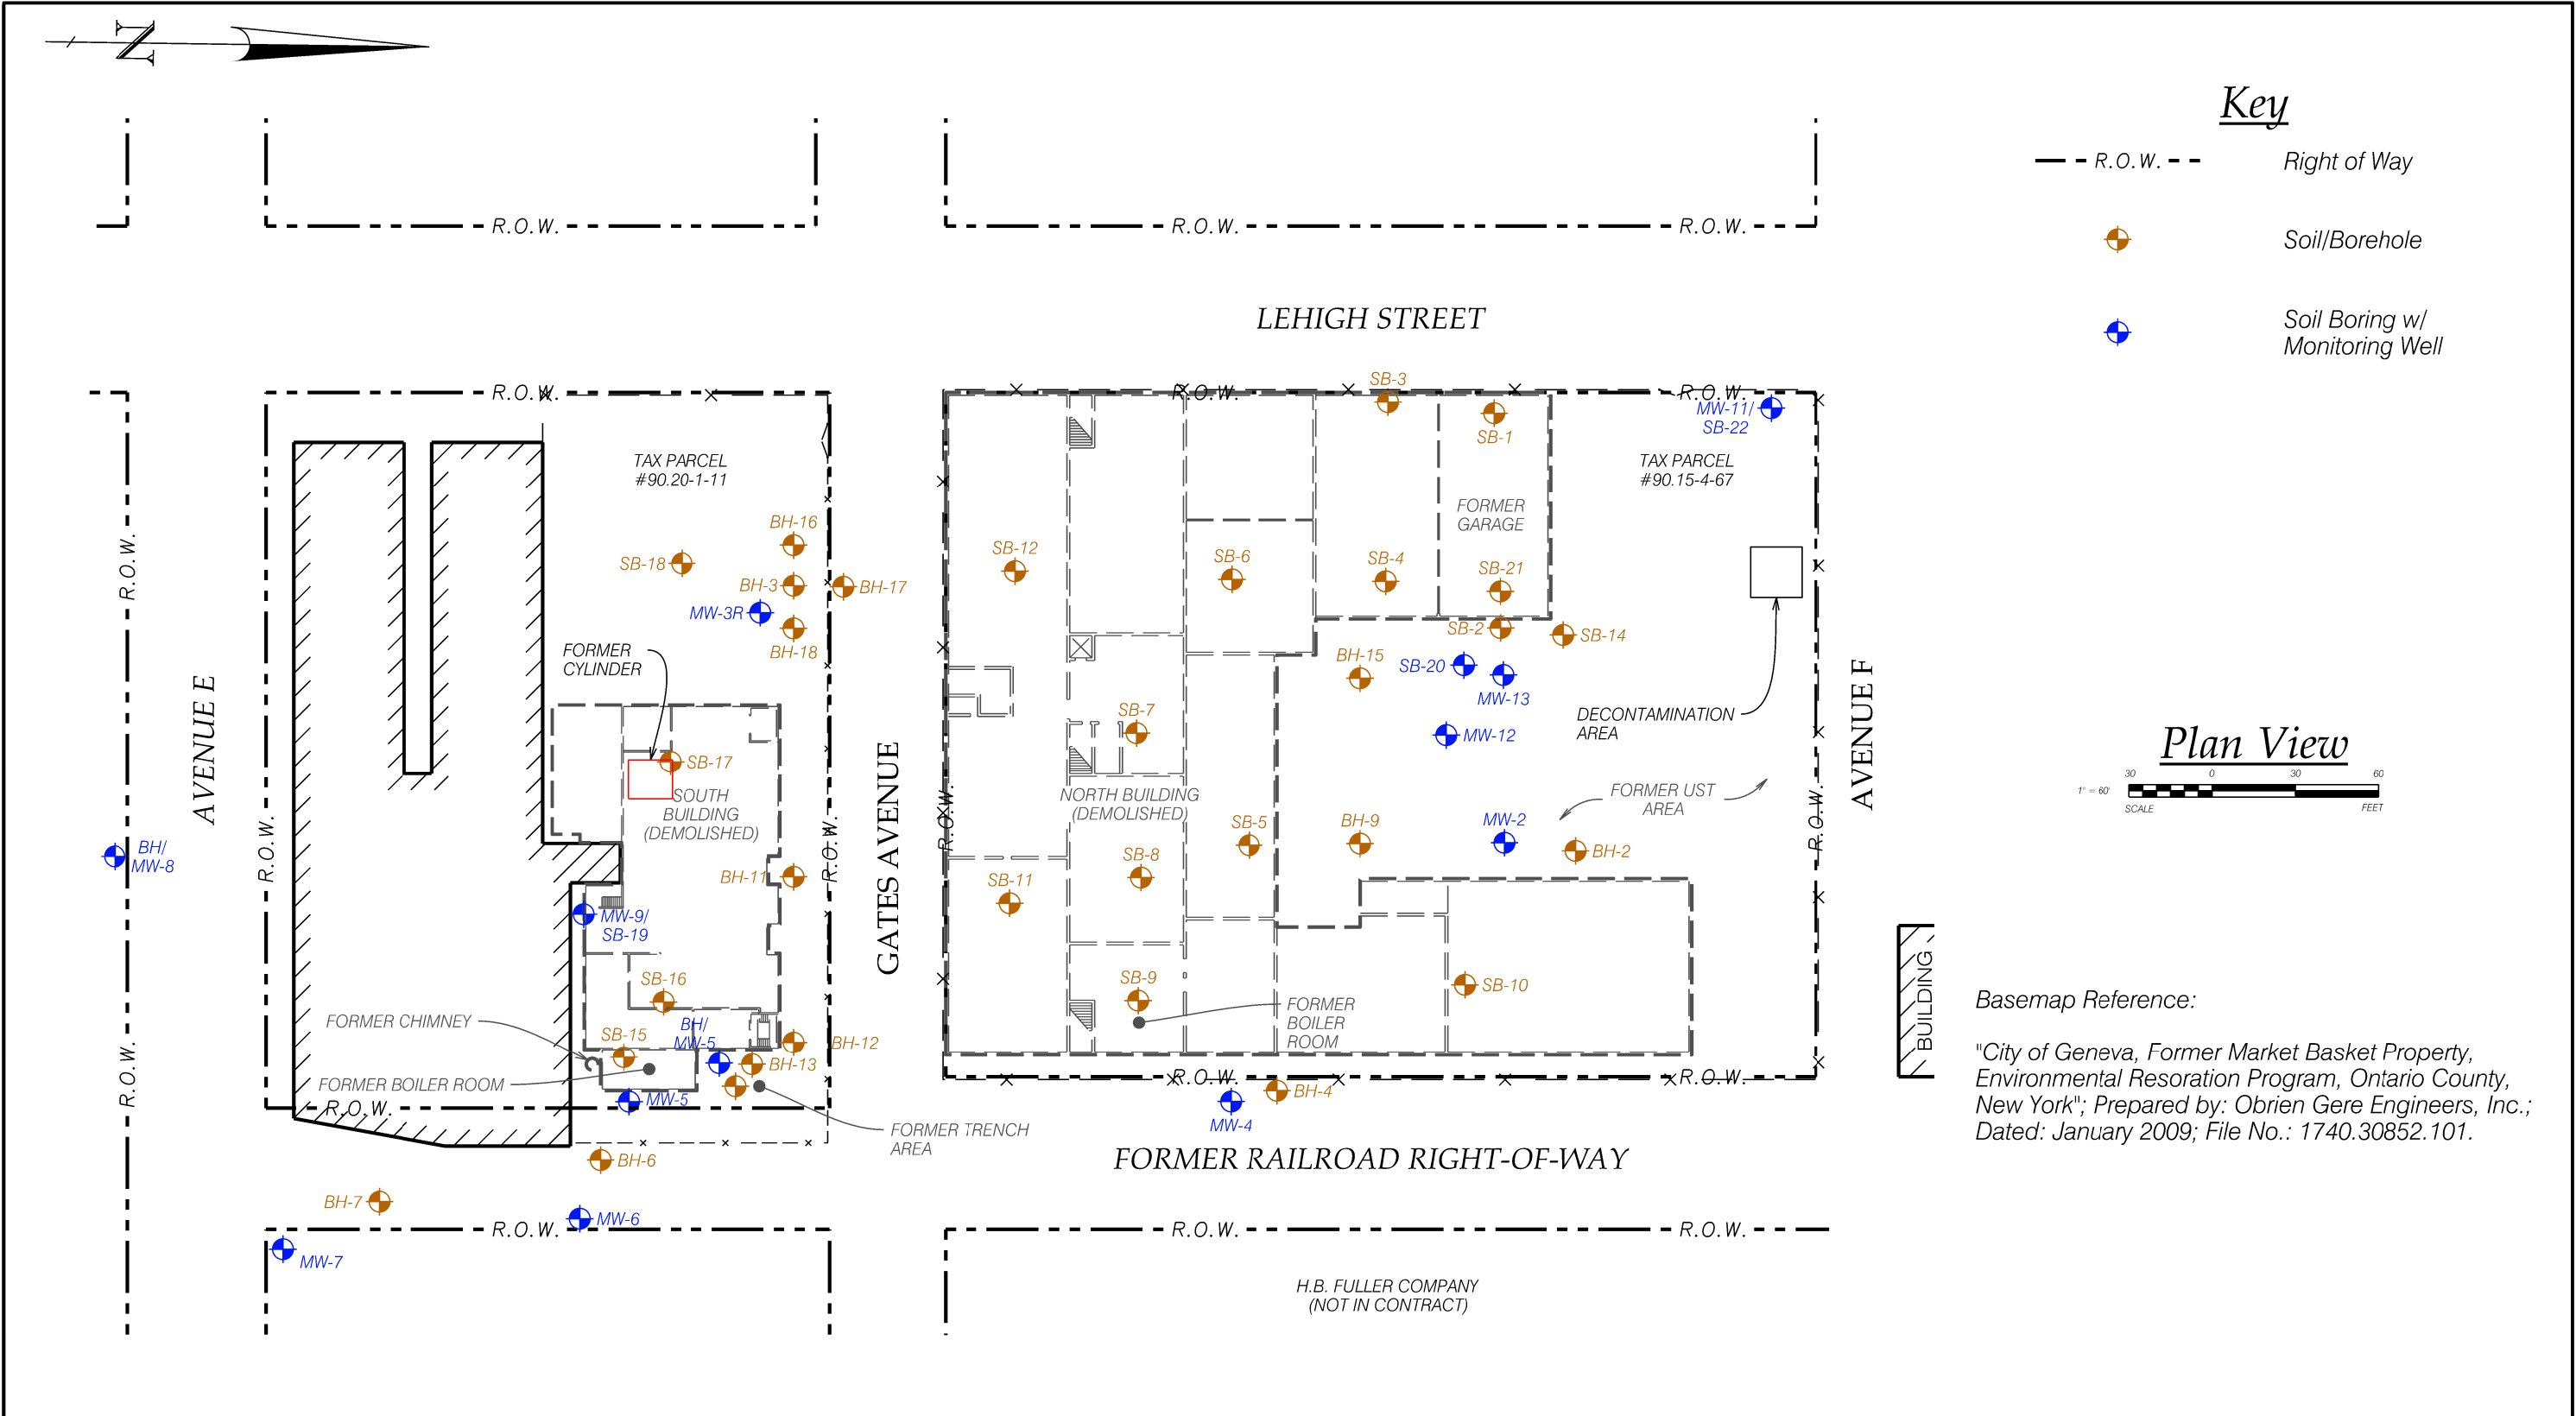 N
Key
R.O.W.
Right of Way
Soil/Borehole
Soil Boring w/
Monitoring Well
R.O.W.
R.O.W.
R.O.W.
LEHIGH STREET
R.O.W.
R.O.W.
R.O.W.
SB-3
SB-1
MW-11/
SB-22
TAX PARCEL
#90.20-1-11
TAX PARCEL
#90.15-4-67
FORMER
GARAGE
BH-16
SB-18
BH-3
BH-17
MW-3R
BH-18
SB-12
SB-6
SB-4
SB-21
SB-2
SB-14
BH-15
SB-20
MW-13
MW-12
R.O.W.
FORMER
CYLINDER
SB-17
SOUTH
BUILDING
(DEMOLISHED)
SB-7
NORTH BUILDING
(DEMOLISHED)
DECONTAMINATION
AREA
FORMER UST
AREA
AVENUE E
GATES AVENUE
AVENUE F
R.O.W.
R.O.W.
R.O.W.
R.O.W.
Plan View
30
0
30
60
1" = 60'
SCALE
FEET
BH/
MW-8
BH-11
SB-5
BH-9
MW-2
BH-2
SB-8
SB-11
MW-9/
SB-19
SB-16
SB-9
SB-10
FORMER
BOILER
ROOM
BUILDING
FORMER CHIMNEY
SB-15
BH/
MW-5
BH-12
BH-13
FORMER BOILER ROOM
MW-5
R.O.W.
R.O.W.
R.O.W.
R.O.W.
BH-4
MW-4
FORMER TRENCH
AREA
FORMER RAILROAD RIGHT-OF-WAY
BH-6
BH-7
MW-6
MW-7
R.O.W.
R.O.W.
R.O.W.
H.B. FULLER COMPANY
(NOT IN CONTRACT)
Basemap Reference:
"City of Geneva, Former Market Basket Property,
Environmental Resoration Program, Ontario County,
New York"; Prepared by: Obrien Gere Engineers, Inc.;
Dated: January 2009; File No.: 1740.30852.101.